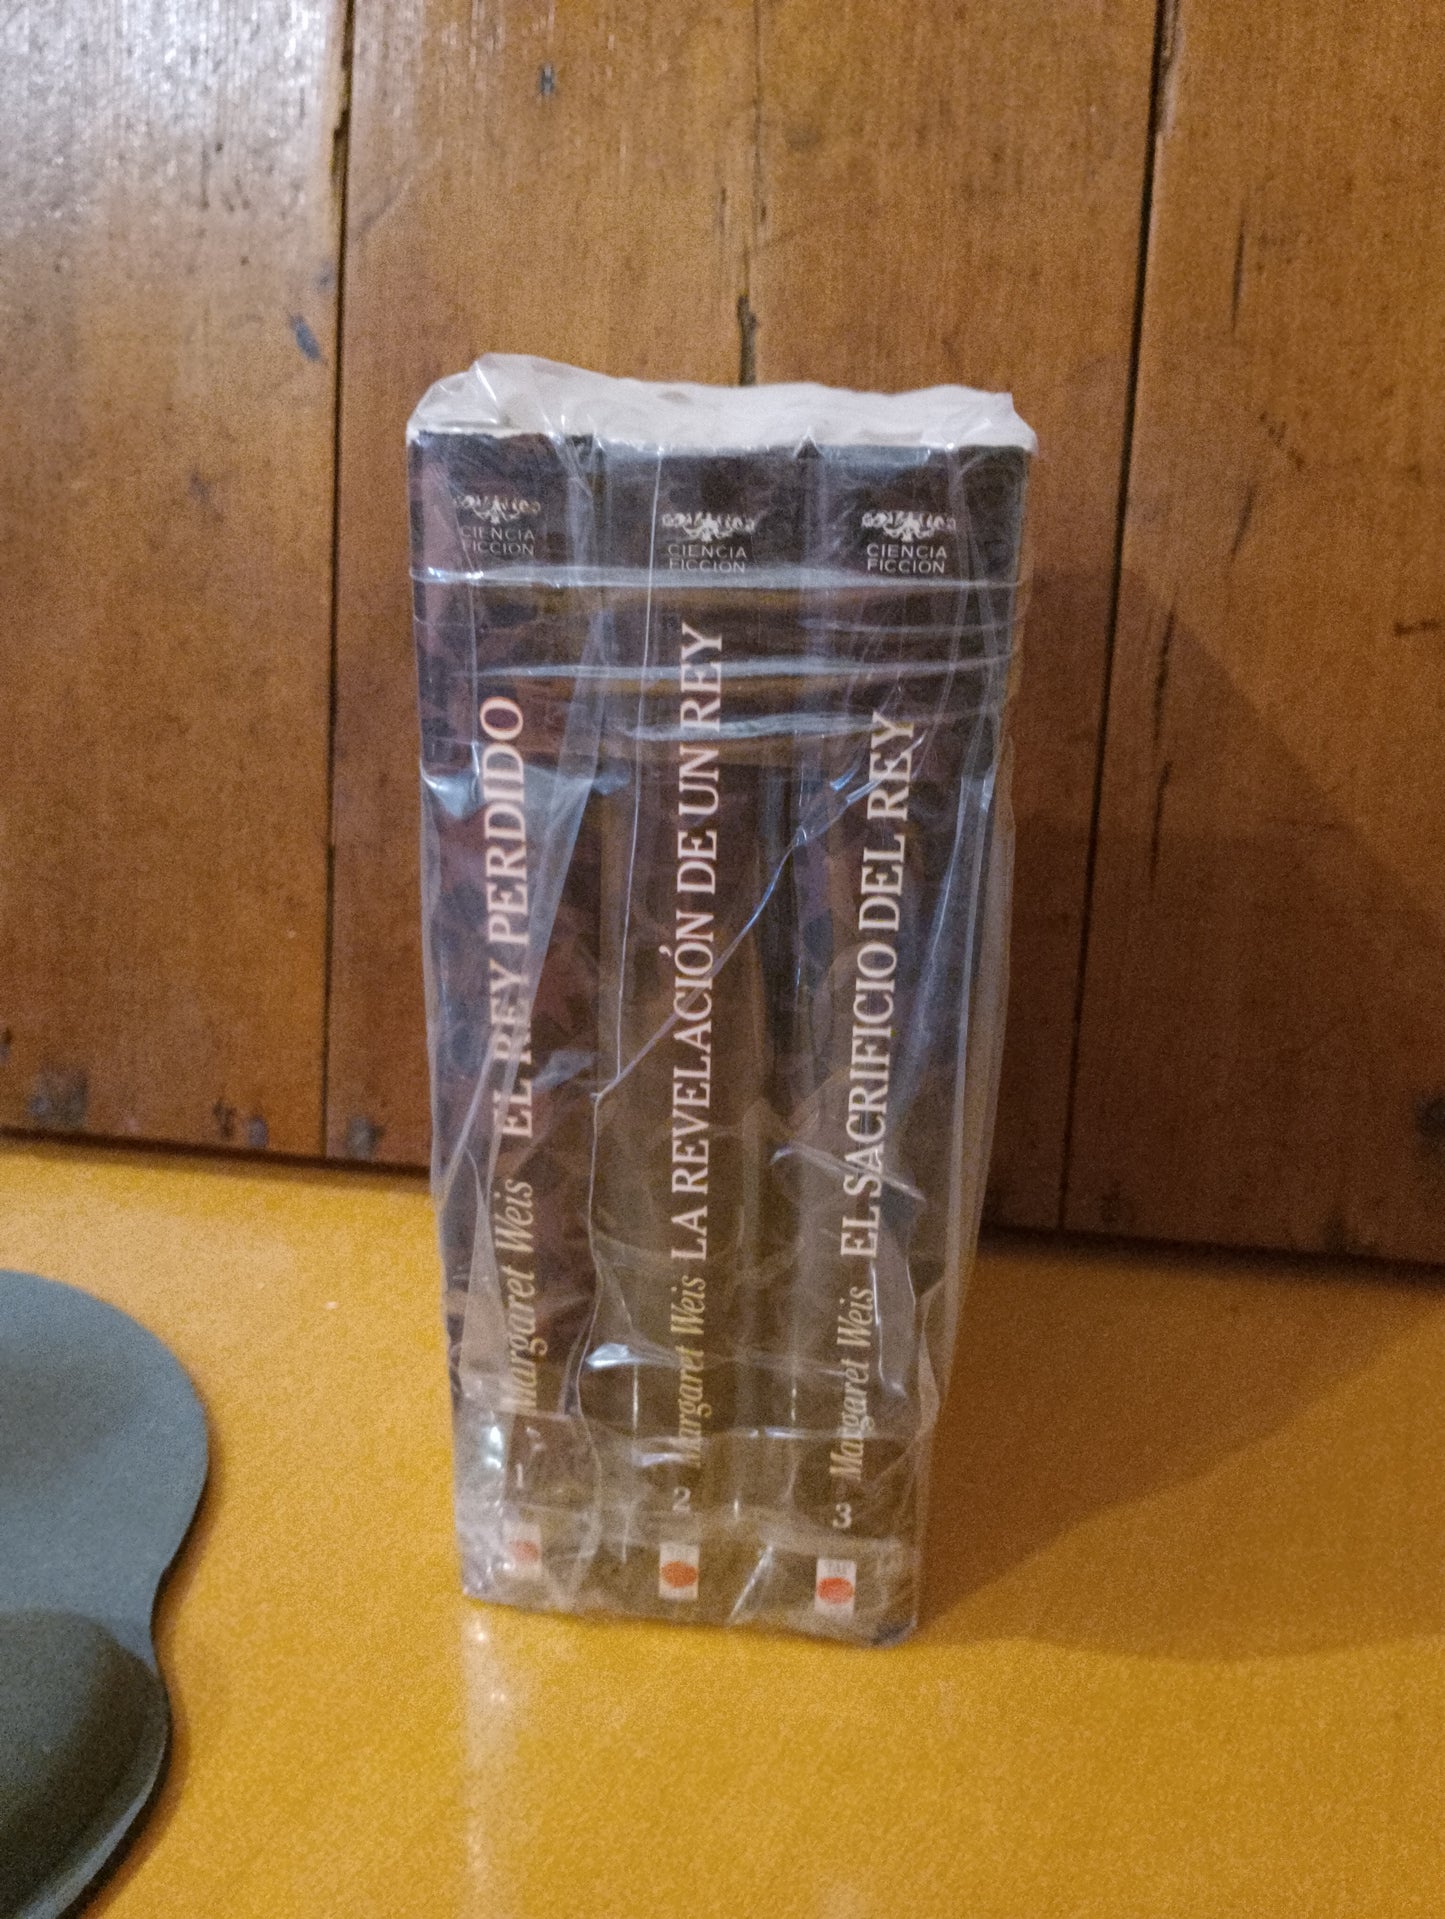 CIENCIA
FICCION
EL REY PERDIDO
Margaret Weis
1
CIENCIA
FICCION
LA REVELACIÓN DE UN REY
Margaret Weis
2
CIENCIA
FICCION
EL SACRIFICIO DEL REY
Margaret Weis
3